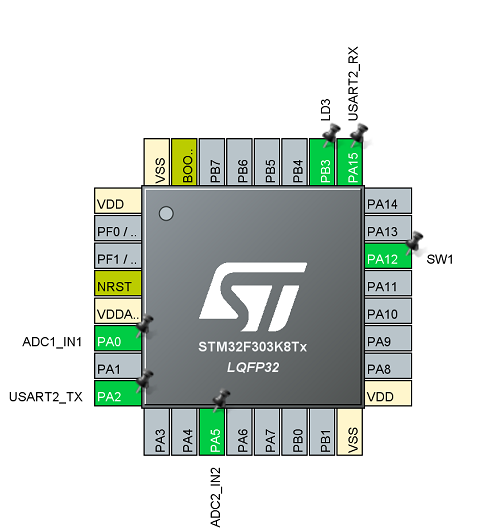 LD3
USART2_RX
VSS
BOO..
PB7
PB6
PB5
PB4
PB3
PA15
VDD
PF0 / ..
PF1 / ..
NRST
VDDA..
ADC1_IN1
PA0
PA1
USART2_TX
PA2
STM32F303K8Tx
LQFP32
PA14
PA13
PA12
SW1
PA11
PA10
PA9
PA8
VDD
PA3
PA4
PA5
PA6
PA7
PB0
PB1
VSS
ADC2_IN2